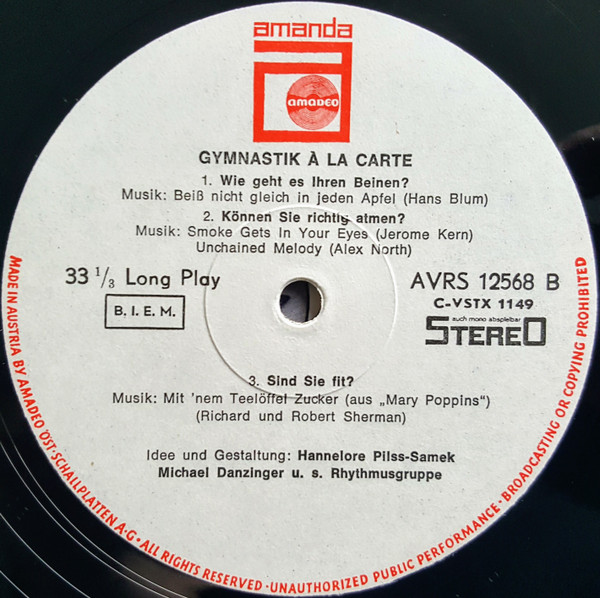 amanda
AMADEO
GYMNASTIK À LA CARTE
1. Wie geht es Ihren Beinen?
Musik: Beiß nicht gleich in jeden Apfel (Hans Blum)
2. Können Sie richtig atmen?
Musik: Smoke Gets In Your Eyes (Jerome Kern)
Unchained Melody (Alex North)
33 1/3 Long Play
B. I. E. M.
AVRS 12568 B
C-VSTX 1149
auch mono abspielbar
STEREO
3. Sind Sie fit?
Musik: Mit 'nem Teelöffel Zucker (aus „Mary Poppins")
(Richard und Robert Sherman)
Idee und Gestaltung: Hannelore Pilss-Samek
Michael Danzinger u. s. Rhythmusgruppe
MADE IN AUSTRIA BY AMADEO ÖST. SCHALLPLATTEN A·G · ALL RIGHTS RESERVED · UNAUTHORIZED PUBLIC PERFORMANCE · BROADCASTING OR COPYING PROHIBITED